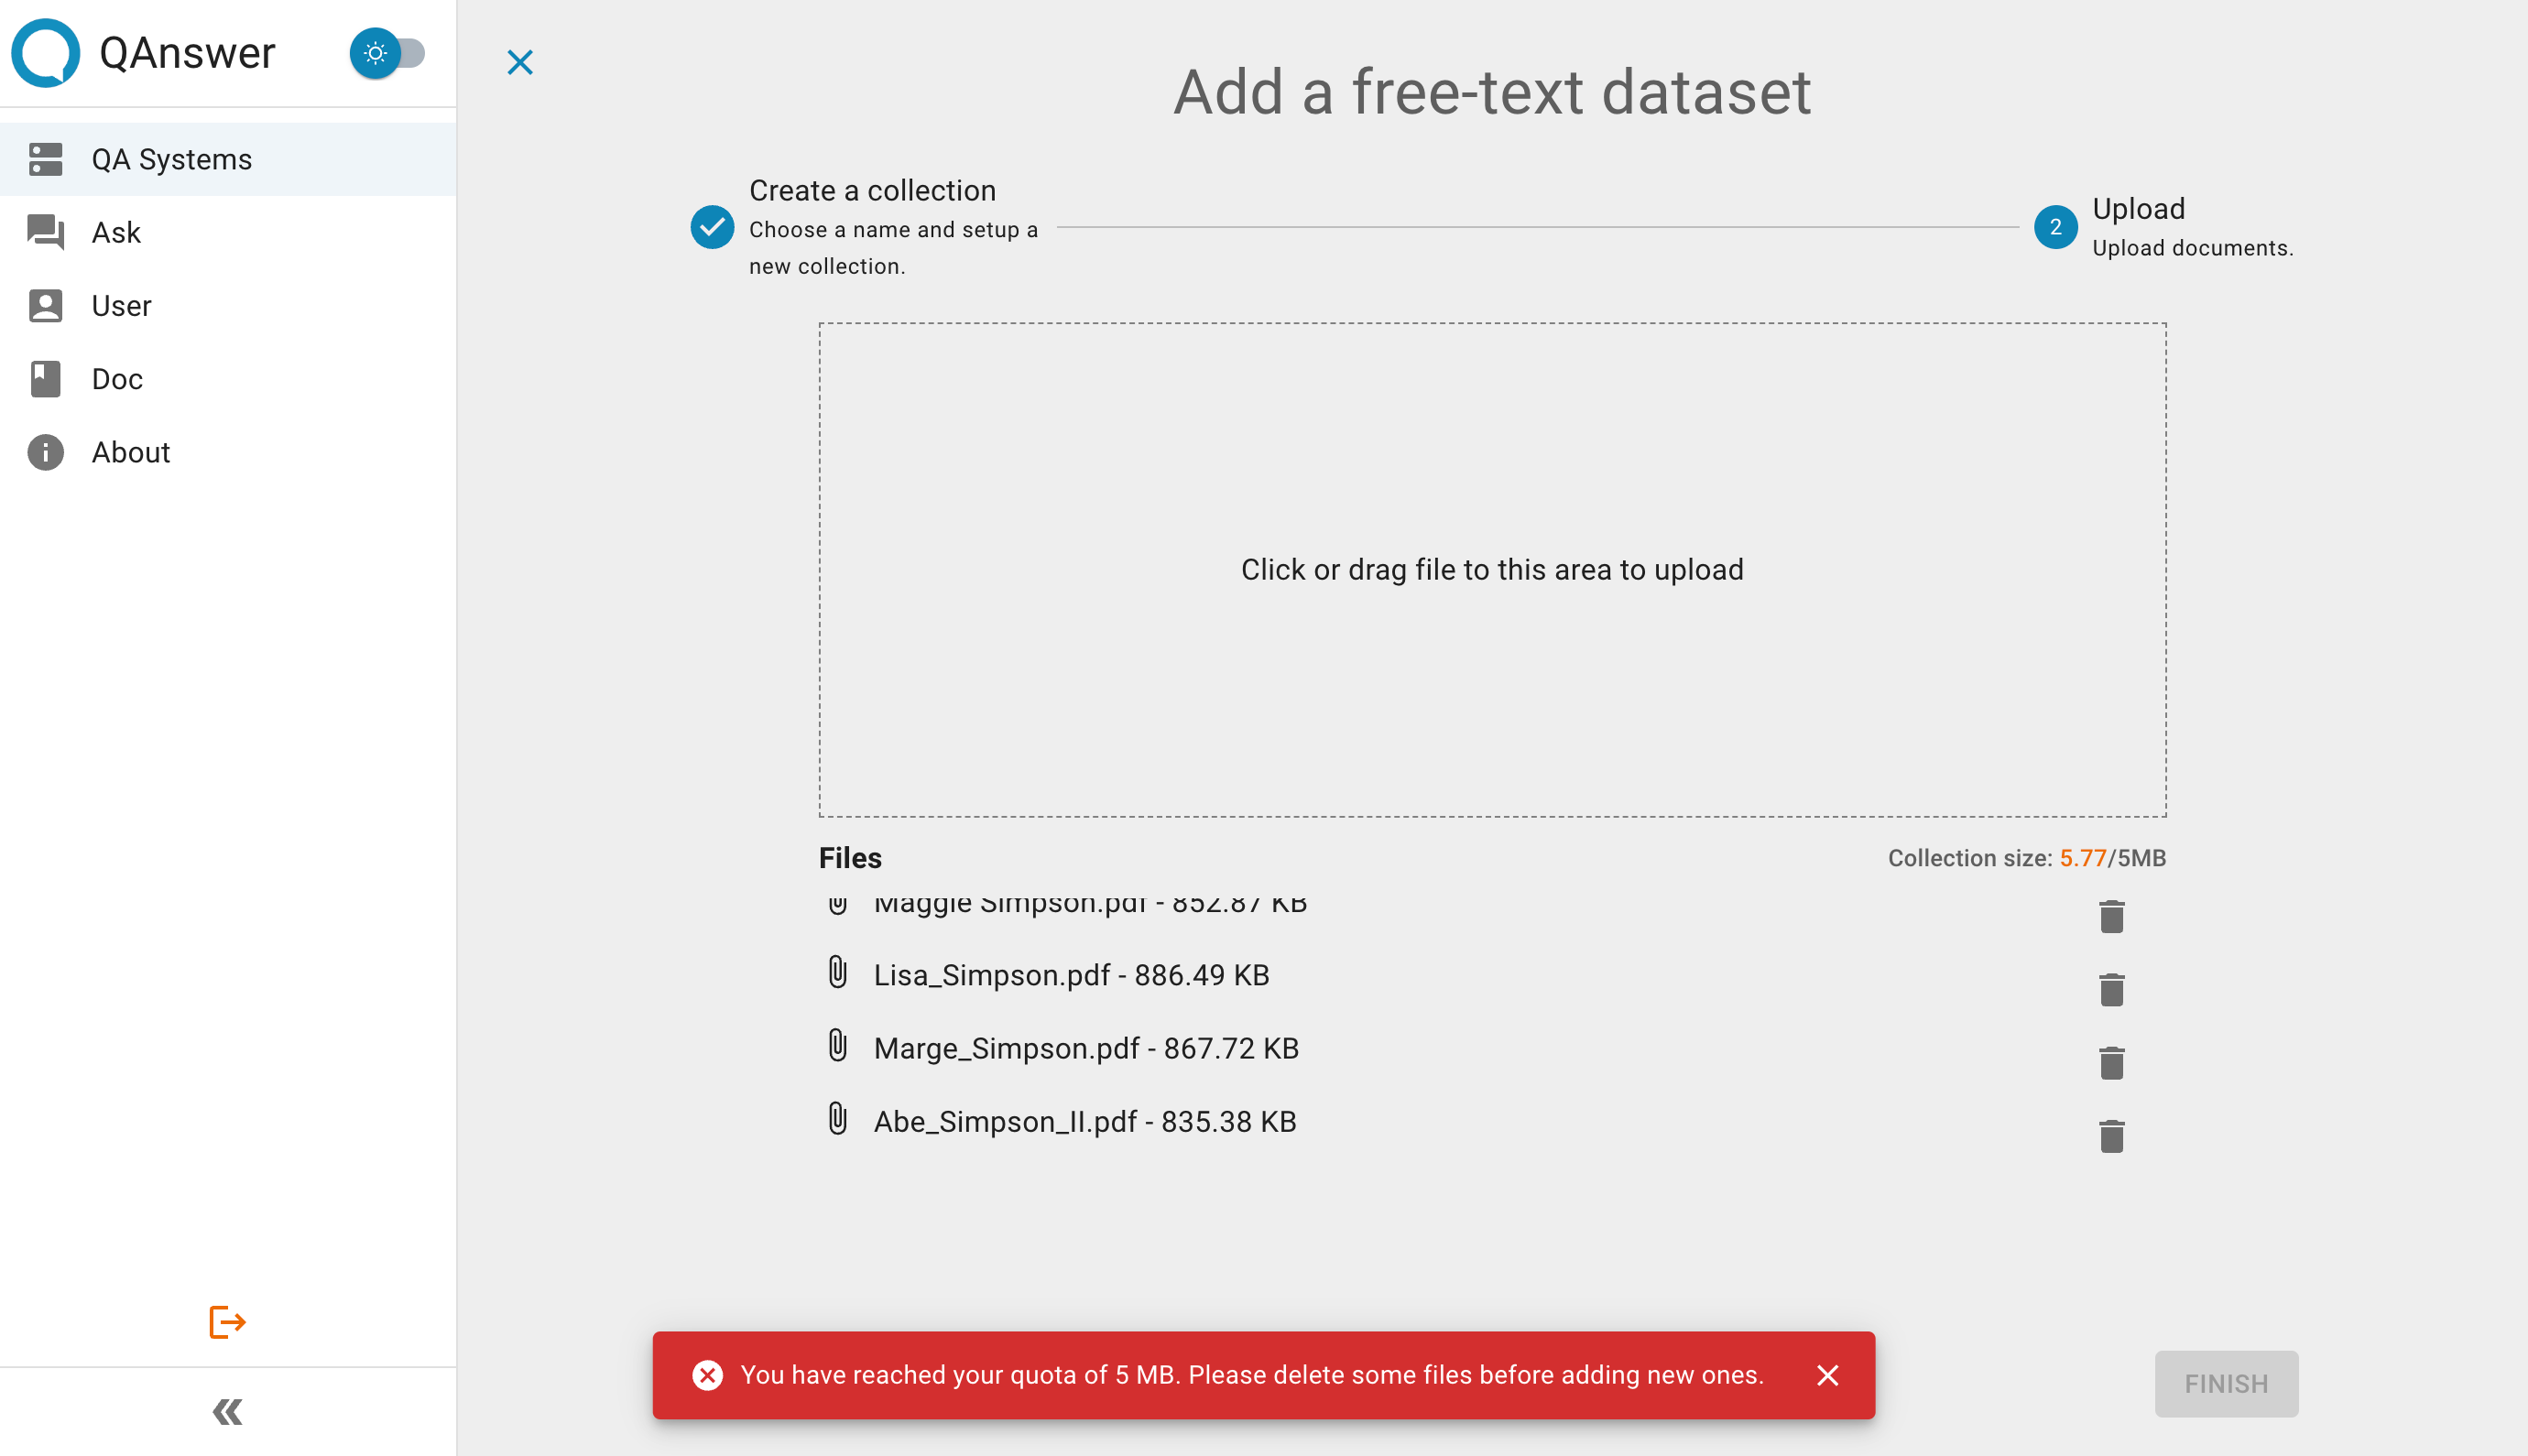 QAnswer
QA Systems
Ask
User
Doc
About
Add a free-text dataset
Create a collection
Choose a name and setup a
new collection.
2
Upload
Upload documents.
Click or drag file to this area to upload
Files
Collection size: 5.77/5MB
Maggie Simpson.pdf - 852.87 KB
Lisa_Simpson.pdf - 886.49 KB
Marge_Simpson.pdf - 867.72 KB
Abe_Simpson_II.pdf - 835.38 KB
You have reached your quota of 5 MB. Please delete some files before adding new ones.
FINISH